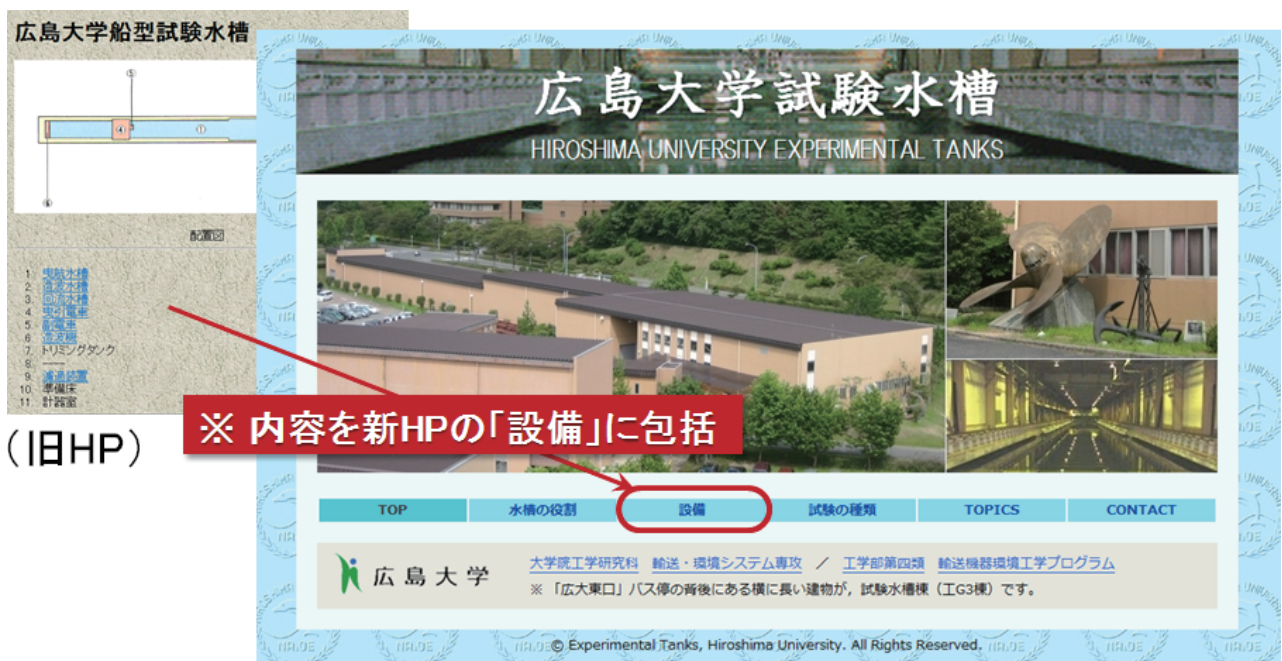 広島大学船型試験水槽
⑤
④
①
⑥
配置図
1. 曳航水槽
2. 造波水槽
3. 回流水槽
4. 曳引電車
5. 副電車
6. 造波機
7. トリミングタンク
8. ----
9. 濾過装置
10. 準備床
11. 計器室
(旧HP)
広島大学試験水槽
HIROSHIMA UNIVERSITY EXPERIMENTAL TANKS
※ 内容を新HPの「設備」に包括
TOP 水槽の役割 設備 試験の種類 TOPICS CONTACT
広島大学
大学院工学研究科 輸送・環境システム専攻 / 工学部第四類 輸送機器環境工学プログラム
※ 「広大東口」バス停の背後にある横に長い建物が，試験水槽棟（工G3棟）です。
© Experimental Tanks, Hiroshima University. All Rights Reserved.